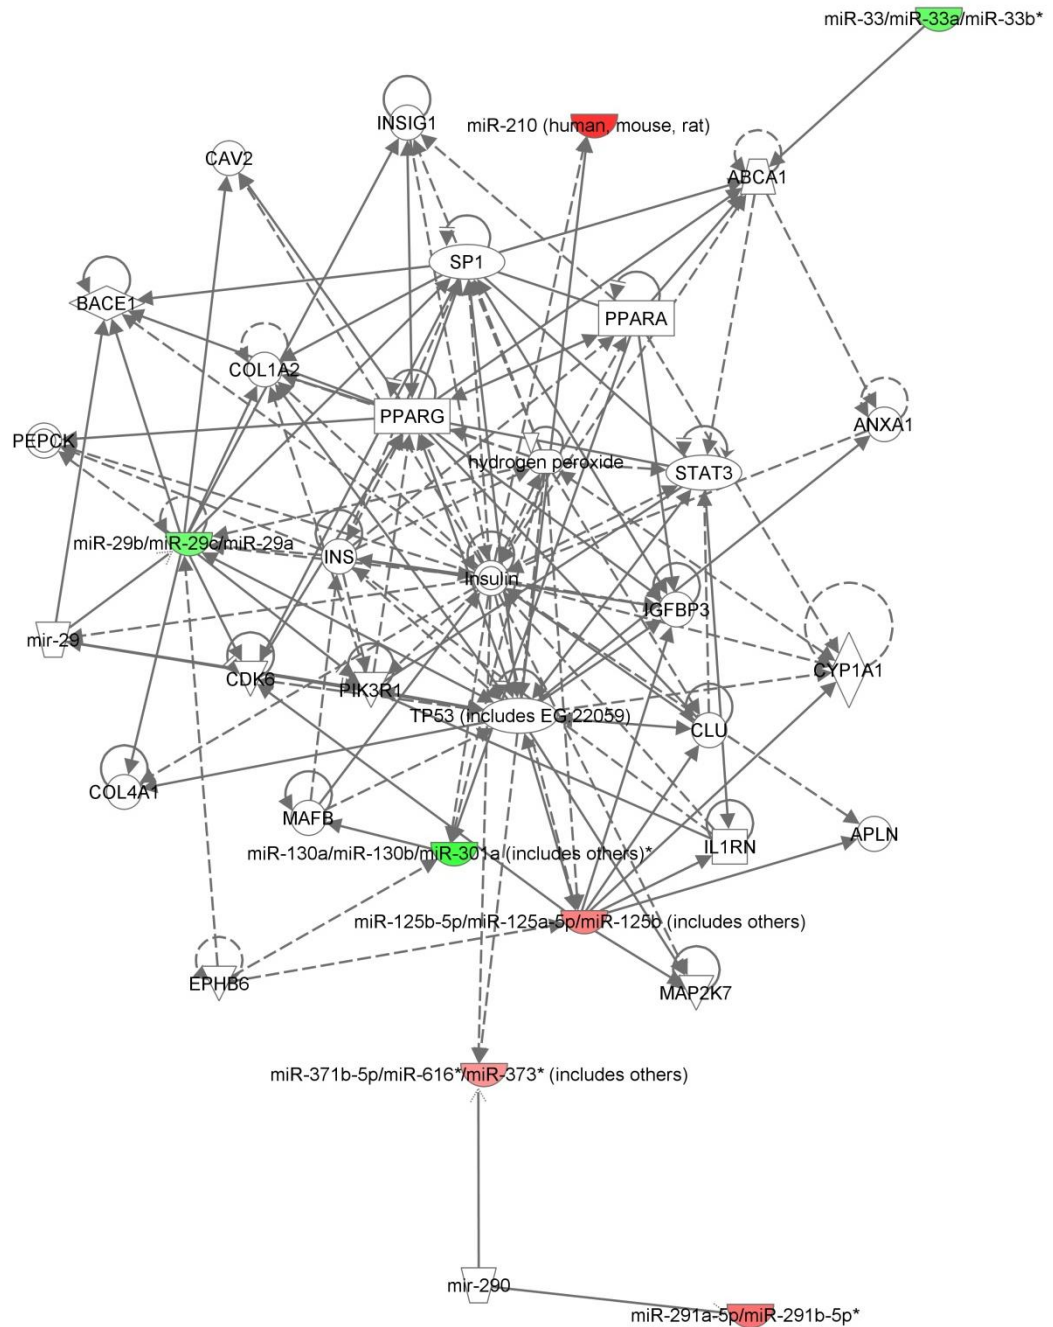 miR-33/miR-33a/miR-33b*
INSIG1
miR-210 (human, mouse, rat)
CAV2
ABCA1
SP1
BACE1
PPARA
COL1A2
PPARG
ANXA1
PEPCK
hydrogen peroxide
STAT3
miR-29b/miR-29c/miR-29a
INS
Insulin
IGFBP3
mir-29
CDK6
PIK3R1
CYP1A1
TP53 (includes EG:22059)
CLU
COL4A1
MAFB
APLN
IL1RN
miR-130a/miR-130b/miR-301a (includes others)*
miR-125b-5p/miR-125a-5p/miR-125b (includes others)
EPHB6
MAP2K7
miR-371b-5p/miR-616*/miR-373* (includes others)
mir-290
miR-291a-5p/miR-291b-5p*